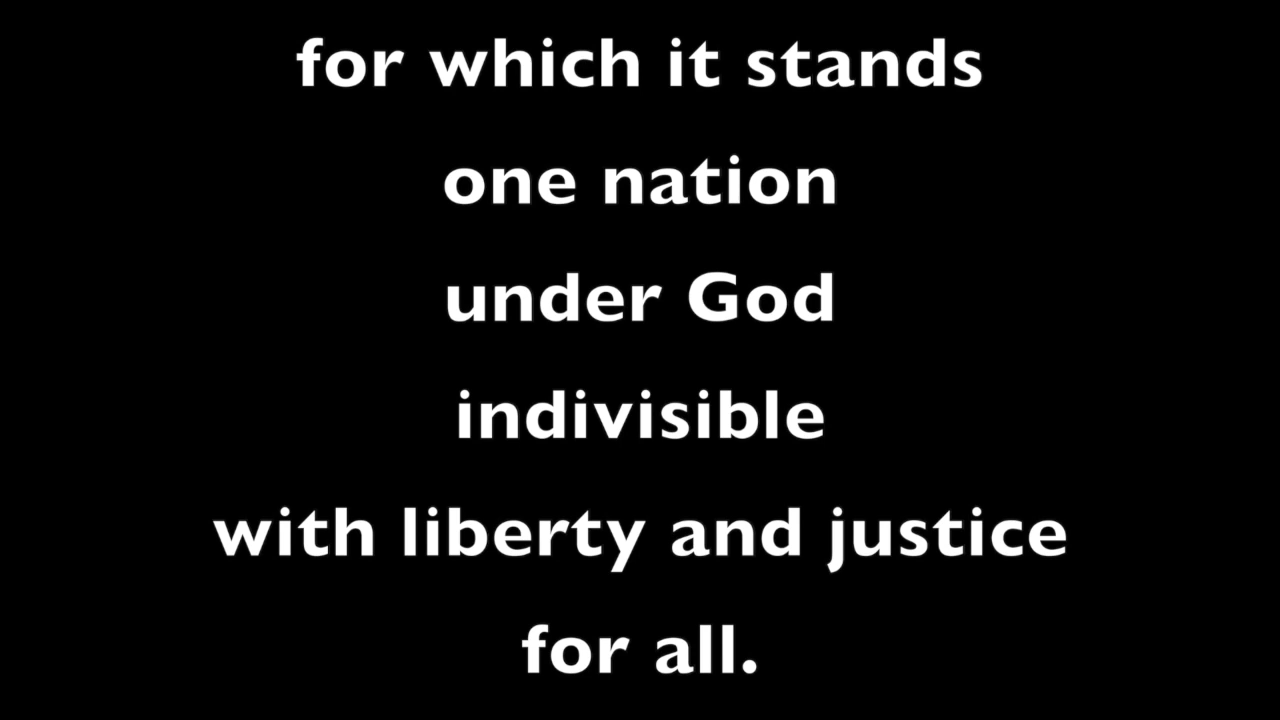 for which it stands
one nation
under God
indivisible
with liberty and justice
for all.